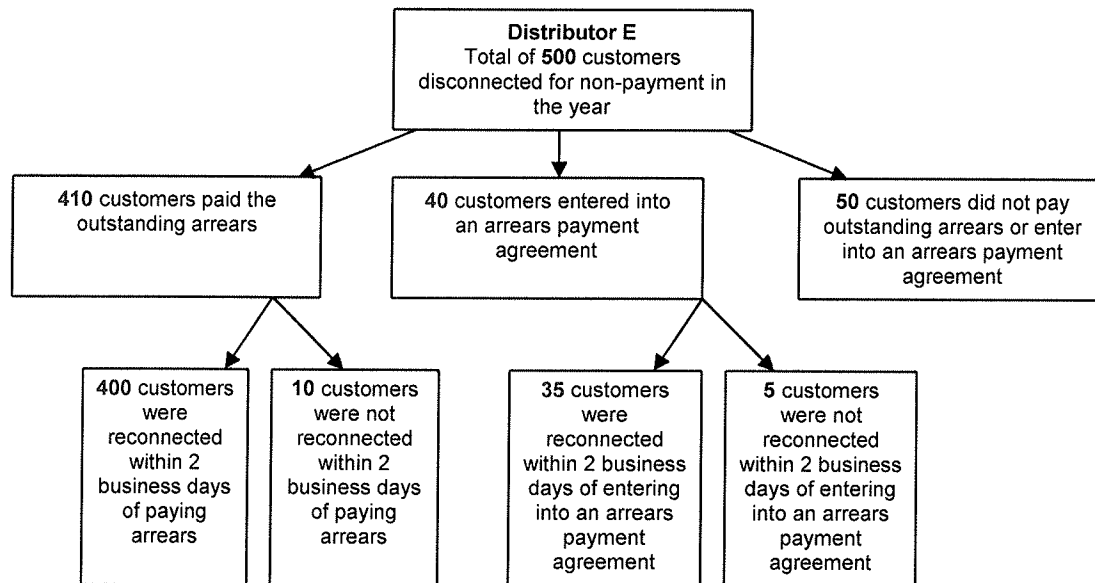 Distributor E
Total of 500 customers
disconnected for non-payment in
the year
410 customers paid the
outstanding arrears
40 customers entered into
an arrears payment
agreement
50 customers did not pay
outstanding arrears or enter
into an arrears payment
agreement
400 customers
were
reconnected
within 2
business days
of paying
arrears
10 customers
were not
reconnected
within 2
business days
of paying
arrears
35 customers
were
reconnected
within 2 business
days of entering
into an arrears
payment
agreement
5 customers
were not
reconnected
within 2 business
days of entering
into an arrears
payment
agreement